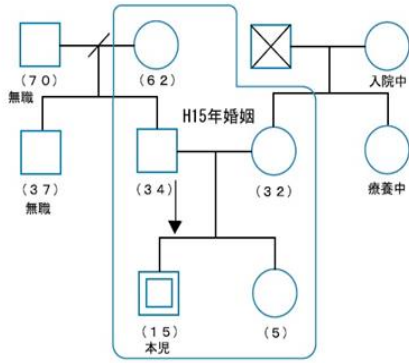 (70)
無職
(62)
入院中
H15年婚姻
(37)
無職
(34)
(32)
療養中
(15)
本児
(5)